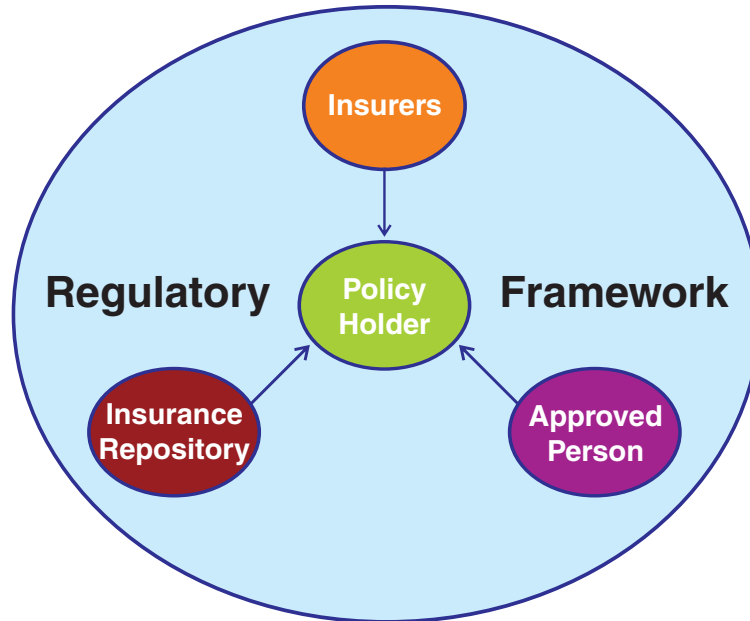 Insurers
Regulatory
Policy
Holder
Framework
Insurance
Repository
Approved
Person